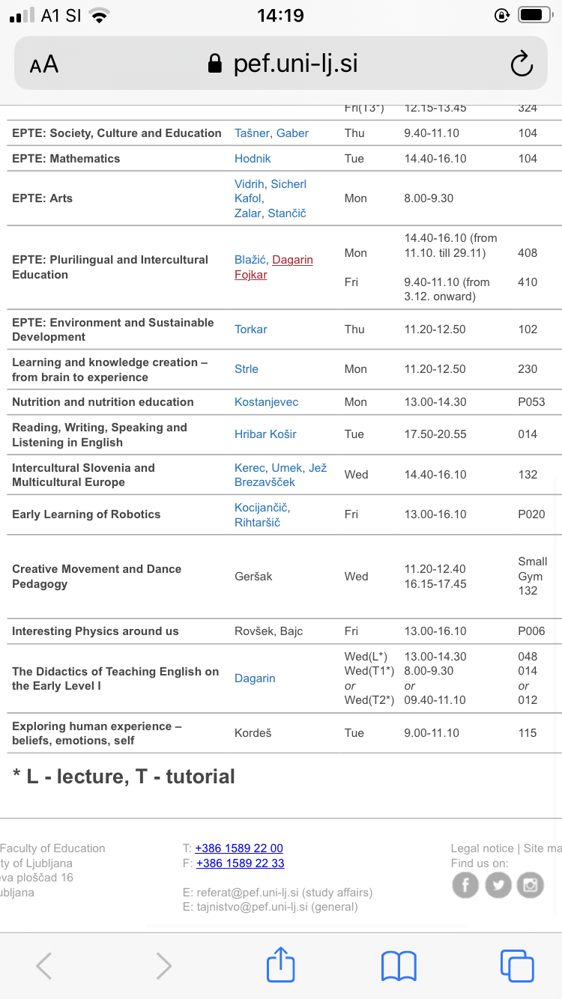 A1 SI 14:19
AA pef.uni-lj.si
Fri(T3*) 12.15-13.45 324
EPTE: Society, Culture and Education Tašner, Gaber Thu 9.40-11.10 104
EPTE: Mathematics Hodnik Tue 14.40-16.10 104
Vidrih, Sicherl
EPTE: Arts Kafol, Mon 8.00-9.30
Zalar, Stančič
14.40-16.10 (from
Mon 11.10. till 29.11) 408
EPTE: Plurilingual and Intercultural Blažić, Dagarin
Education Fojkar
Fri 9.40-11.10 (from 410
3.12. onward)
EPTE: Environment and Sustainable
Development Torkar Thu 11.20-12.50 102
Learning and knowledge creation –
from brain to experience Strle Mon 11.20-12.50 230
Nutrition and nutrition education Kostanjevec Mon 13.00-14.30 P053
Reading, Writing, Speaking and
Listening in English Hribar Košir Tue 17.50-20.55 014
Intercultural Slovenia and Kerec, Umek, Jež
Multicultural Europe Brezavšček Wed 14.40-16.10 132
Early Learning of Robotics Kocijančič,
Rihtaršič Fri 13.00-16.10 P020
Creative Movement and Dance
Pedagogy Geršak Wed 11.20-12.40
16.15-17.45 Small
Gym
132
Interesting Physics around us Rovšek, Bajc Fri 13.00-16.10 P006
Wed(L*) 13.00-14.30 048
The Didactics of Teaching English on Wed(T1*) 8.00-9.30 014
the Early Level I Dagarin or or or
Wed(T2*) 09.40-11.10 012
Exploring human experience –
beliefs, emotions, self Kordeš Tue 9.00-11.10 115
* L - lecture, T - tutorial
Faculty of Education T: +386 1589 22 00 Legal notice | Site ma
ty of Ljubljana F: +386 1589 22 33 Find us on:
va ploščad 16
ubljana E: referat@pef.uni-lj.si (study affairs)
E: tajnistvo@pef.uni-lj.si (general)